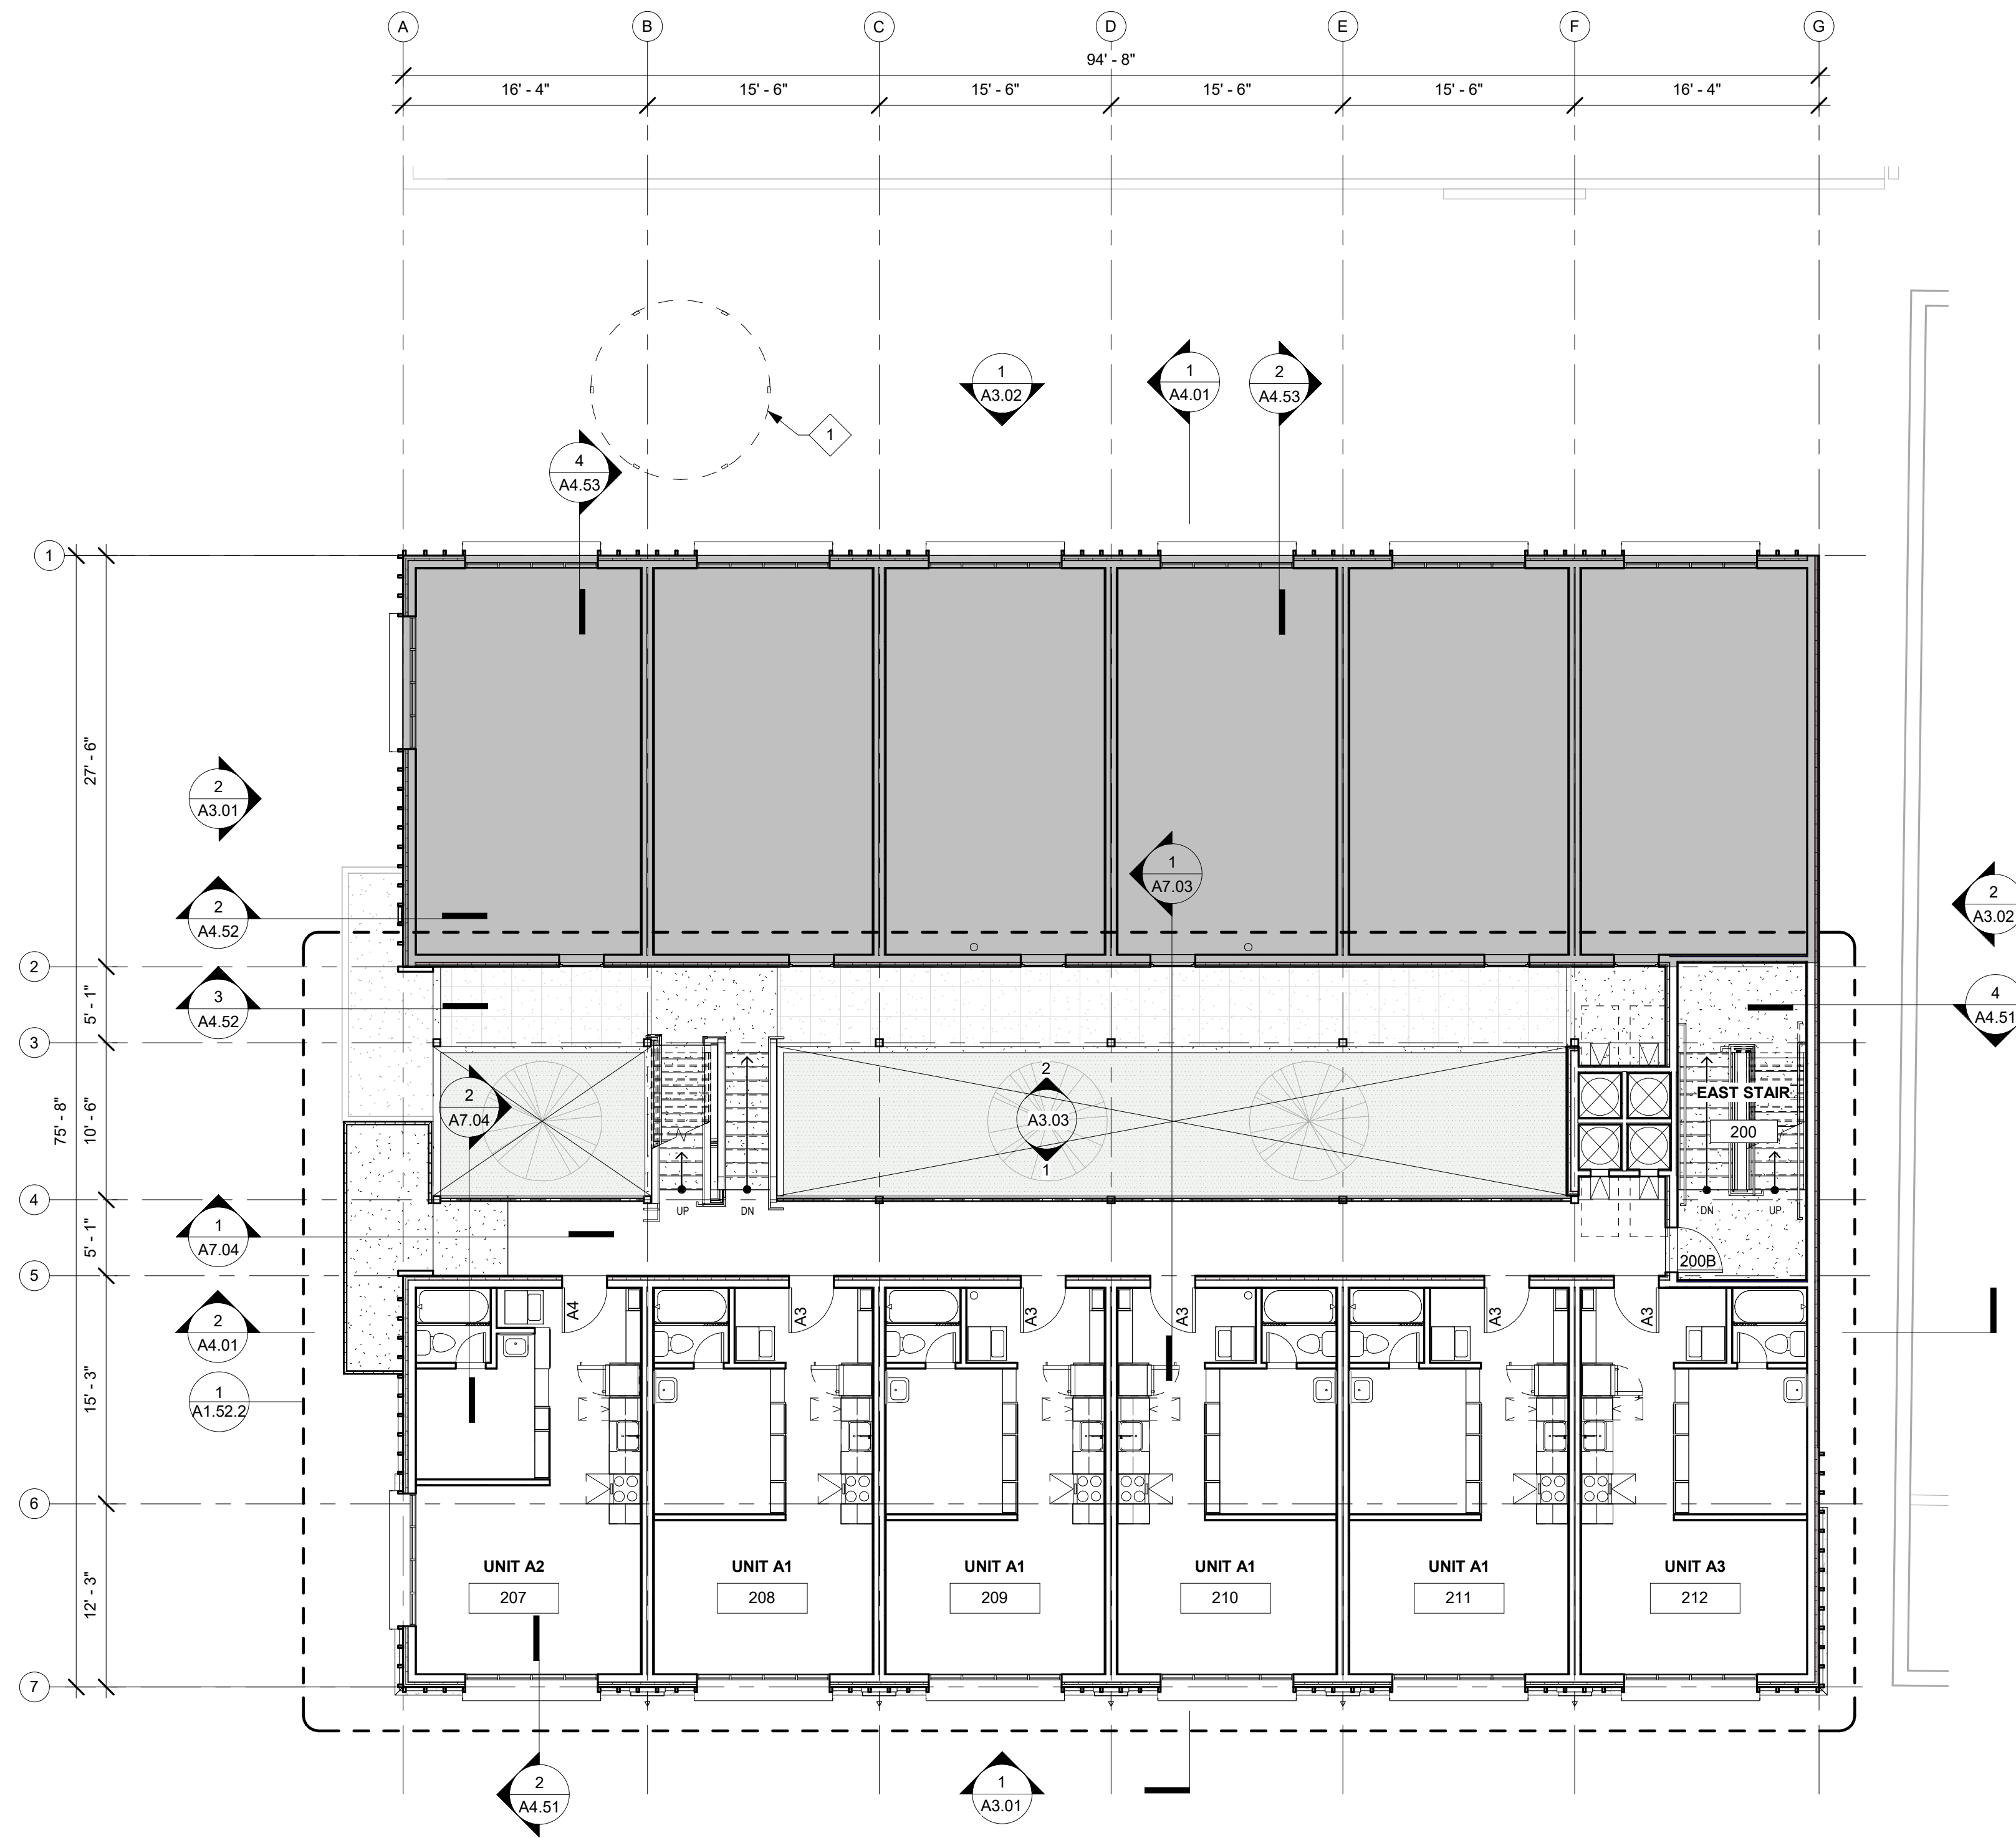 A B C D E F G
94' - 8"
16' - 4" 15' - 6" 15' - 6" 15' - 6" 15' - 6" 16' - 4"
1
A3.02
1
A4.01
2
A4.53
1
4
A4.53
1
27' - 6"
2
A3.01
1
A7.03
2
A4.52
2
A3.02
2
3
A4.52
5' - 1"
4
A4.51
3
75' - 8"
10' - 6"
2
A7.04
2
A3.03
1
EAST STAIR
200
4
UP DN DN UP
1
A7.04
5' - 1"
200B
5
A4 A3 A3 A3 A3 A3
2
A4.01
15' - 3"
1
A1.52.2
6
12' - 3"
UNIT A2 UNIT A1 UNIT A1 UNIT A1 UNIT A1 UNIT A3
207 208 209 210 211 212
7
2
A4.51
1
A3.01